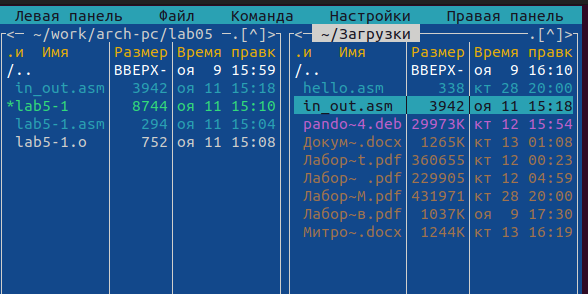 Левая панель Файл Команда Настройки Правая панель
<─ ~/work/arch-pc/lab05 ─.[^]> <─ ~/Загрузки ─.[^]>
.и Имя Размер Время правк .и Имя Размер Время правк
/.. ВВЕРХ- оя 9 15:59 /.. ВВЕРХ- оя 9 16:10
in_out.asm 3942 оя 11 15:18 hello.asm 338 кт 28 20:00
*lab5-1 8744 оя 11 15:10 in_out.asm 3942 оя 11 15:18
lab5-1.asm 294 оя 11 15:04 pando~4.deb 29973K кт 12 15:54
lab5-1.o 752 оя 11 15:08 Докум~.docx 1265K кт 13 01:08
Лабор~t.pdf 360655 кт 12 00:23
Лабор~ .pdf 229905 кт 12 04:59
Лабор~М.pdf 431971 кт 28 20:00
Лабор~в.pdf 1037K оя 9 17:30
Митро~.docx 1244K кт 13 16:19